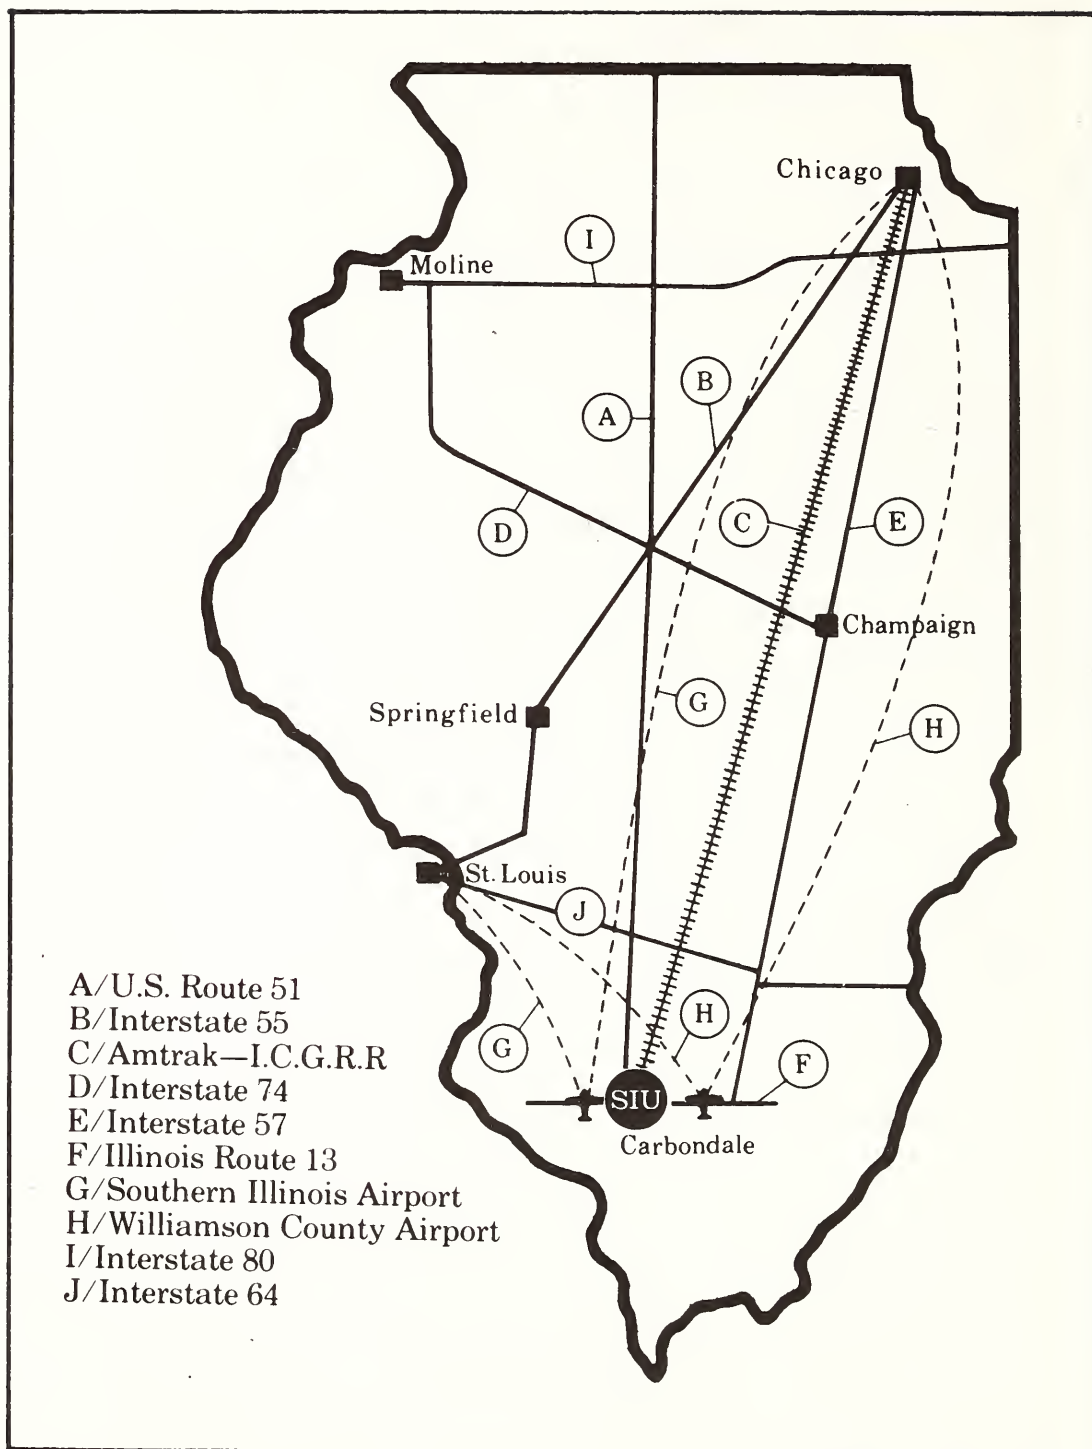 Chicago
I
Moline
B
A
C
E
D
Champaign
Springfield
G
H
St. Louis
J
H
G
F
SIU
Carbondale
A/U.S. Route 51
B/Interstate 55
C/Amtrak—I.C.G.R.R
D/Interstate 74
E/Interstate 57
F/Illinois Route 13
G/Southern Illinois Airport
H/Williamson County Airport
I/Interstate 80
J/Interstate 64